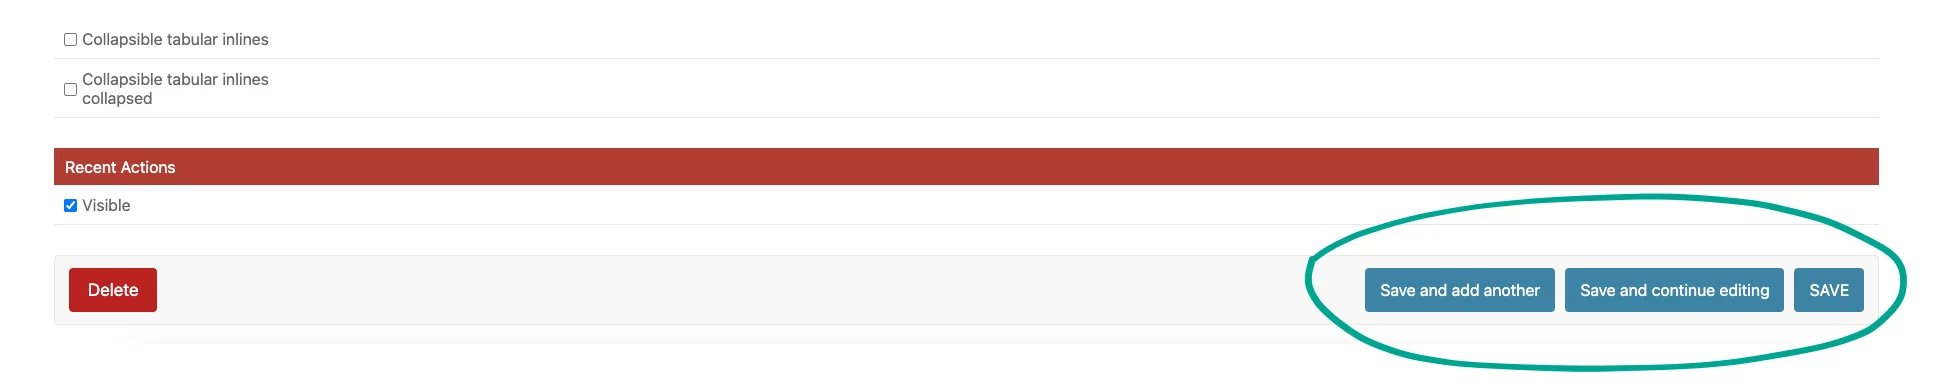 Collapsible tabular inlines
Collapsible tabular inlines
collapsed
Recent Actions
Visible
Delete Save and add another Save and continue editing SAVE